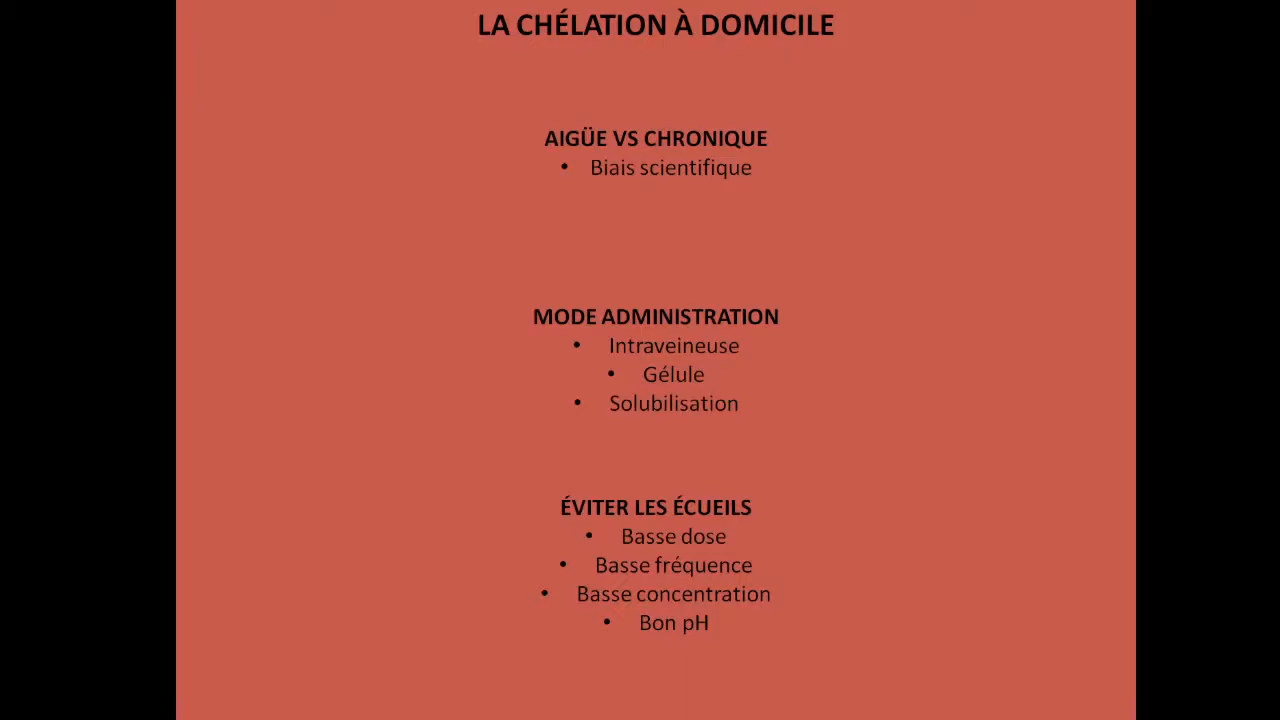 LA CHÉLATION À DOMICILE
AIGÜE VS CHRONIQUE
• Biais scientifique
MODE ADMINISTRATION
• Intraveineuse
• Gélule
• Solubilisation
ÉVITER LES ÉCUEILS
• Basse dose
• Basse fréquence
• Basse concentration
• Bon pH